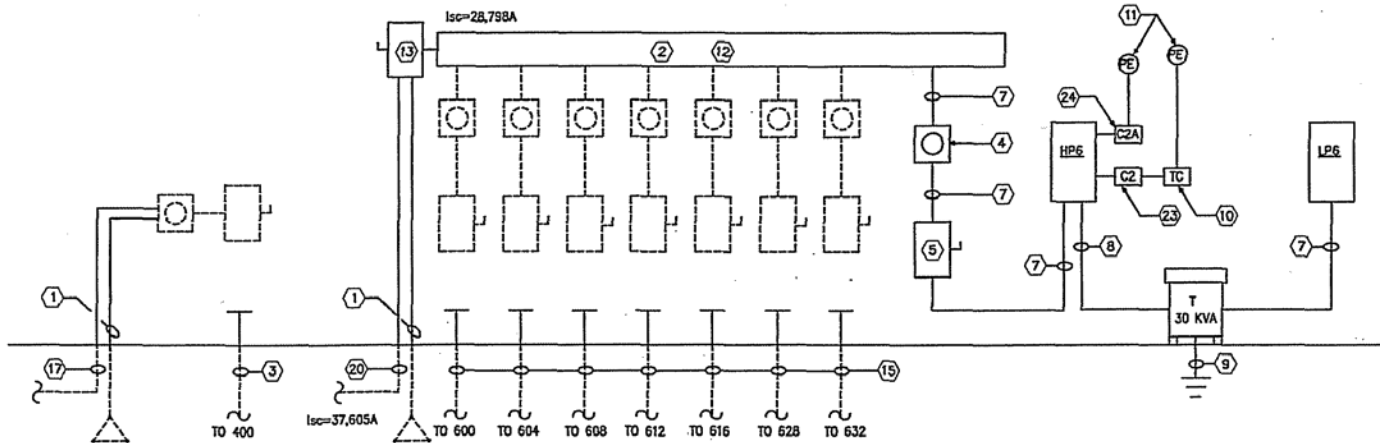 Isc=28,798A
11
13
2
12
PE
PE
7
24
C2A
4
HP6
LP6
C2
TC
7
23
10
5
7
8
7
1
1
T
30 KVA
17
3
20
15
9
Isc=37,605A
TO 400
TO 600
TO 604
TO 608
TO 612
TO 616
TO 628
TO 632